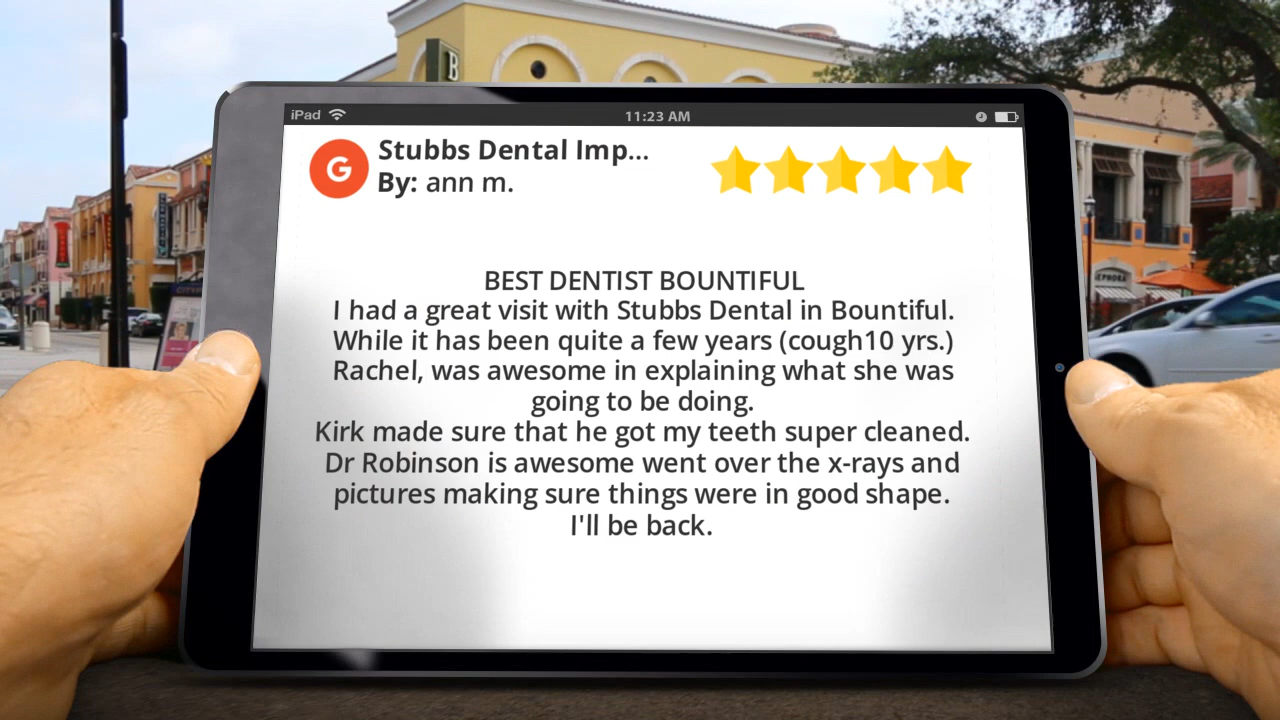 B
iPad
11:23 AM
G
Stubbs Dental Imp...
By: ann m.
BEST DENTIST BOUNTIFUL
I had a great visit with Stubbs Dental in Bountiful.
While it has been quite a few years (cough10 yrs.)
Rachel, was awesome in explaining what she was
going to be doing.
Kirk made sure that he got my teeth super cleaned.
Dr Robinson is awesome went over the x-rays and
pictures making sure things were in good shape.
I'll be back.
SEPHORA